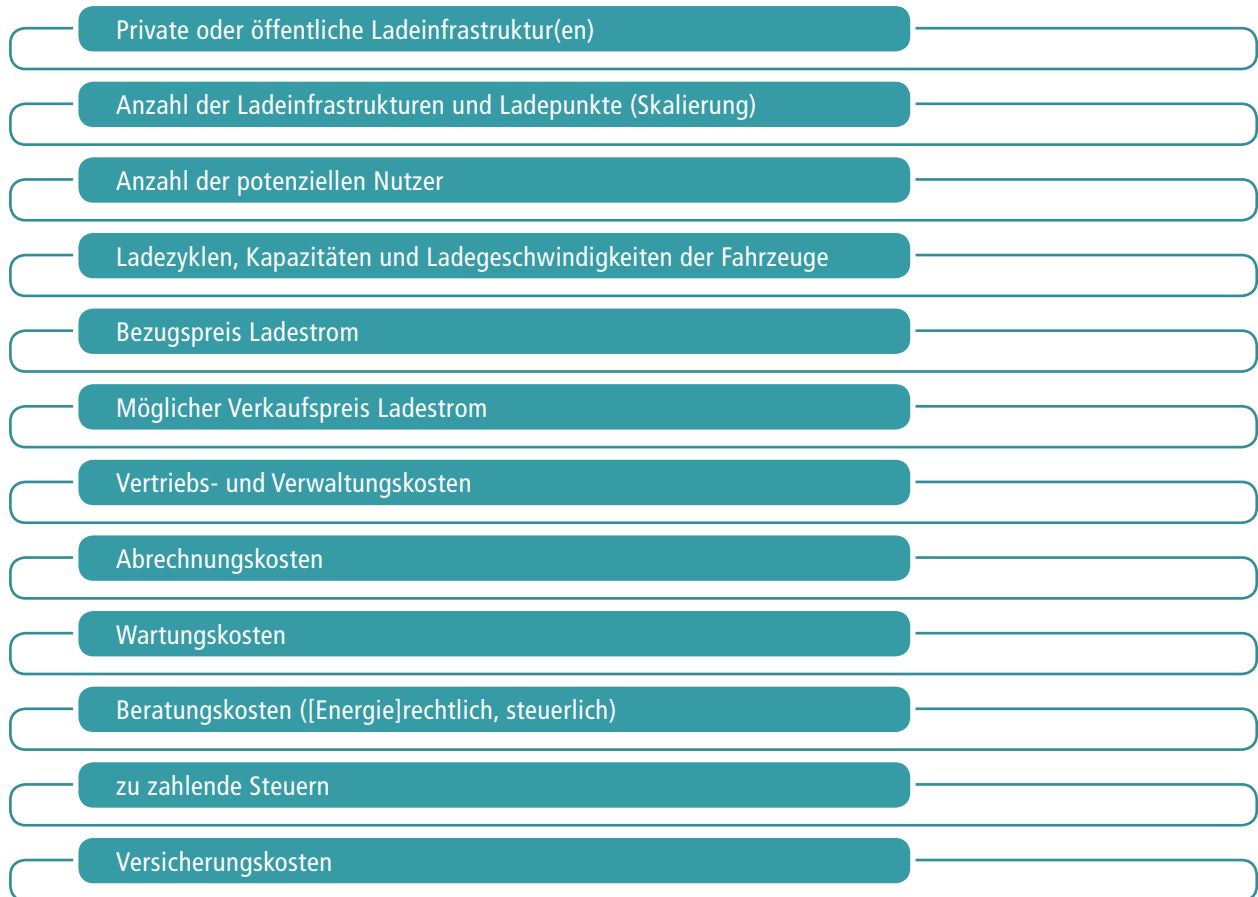 Private oder öffentliche Ladeinfrastruktur(en)
Anzahl der Ladeinfrastrukturen und Ladepunkte (Skalierung)
Anzahl der potenziellen Nutzer
Ladezyklen, Kapazitäten und Ladegeschwindigkeiten der Fahrzeuge
Bezugspreis Ladestrom
Möglicher Verkaufspreis Ladestrom
Vertriebs- und Verwaltungskosten
Abrechnungskosten
Wartungskosten
Beratungskosten ([Energie]rechtlich, steuerlich)
zu zahlende Steuern
Versicherungskosten